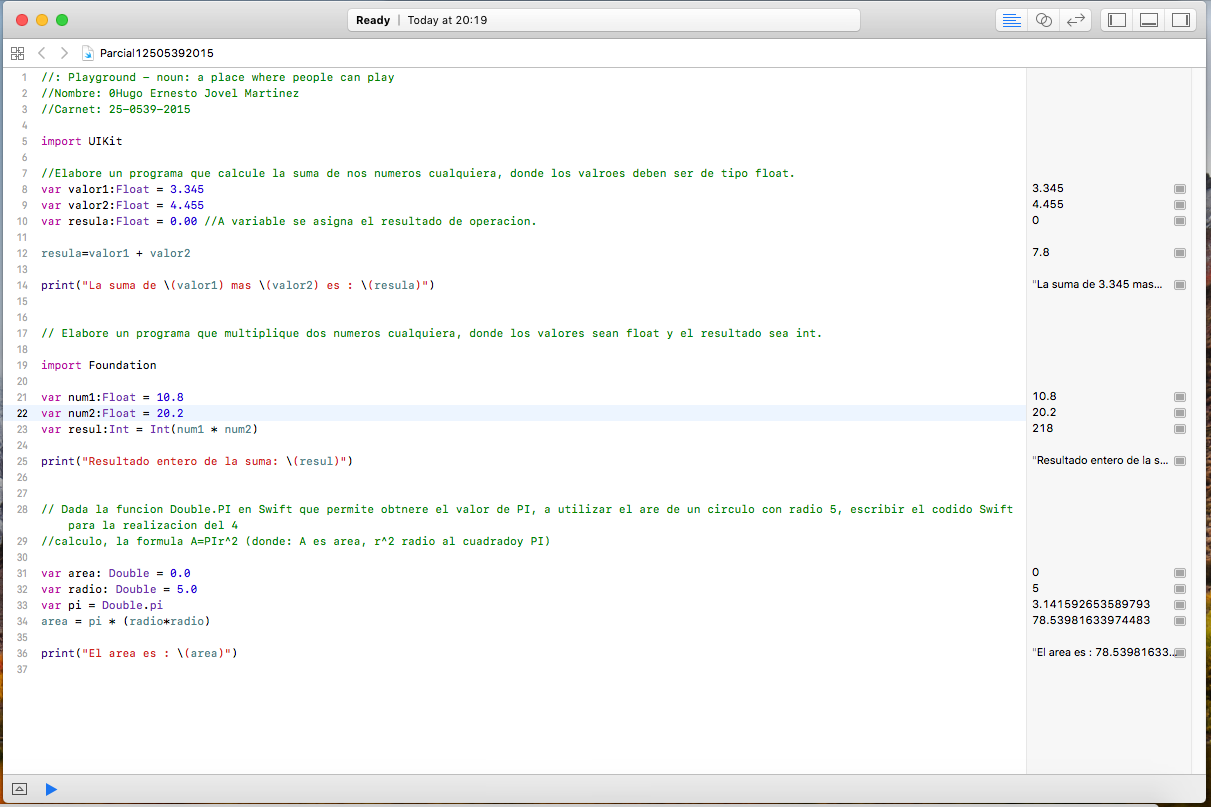 Ready | Today at 20:19
Parcial12505392015
1 //: Playground – noun: a place where people can play
2 //Nombre: 0Hugo Ernesto Jovel Martinez
3 //Carnet: 25-0539-2015
4
5 import UIKit
6
7 //Elabore un programa que calcule la suma de nos numeros cualquiera, donde los valroes deben ser de tipo float.
8 var valor1:Float = 3.345 3.345
9 var valor2:Float = 4.455 4.455
10 var resula:Float = 0.00 //A variable se asigna el resultado de operacion. 0
11
12 resula=valor1 + valor2 7.8
13
14 print("La suma de \(valor1) mas \(valor2) es : \(resula)") "La suma de 3.345 mas...
15
16
17 // Elabore un programa que multiplique dos numeros cualquiera, donde los valores sean float y el resultado sea int.
18
19 import Foundation
20
21 var num1:Float = 10.8 10.8
22 var num2:Float = 20.2 20.2
23 var resul:Int = Int(num1 * num2) 218
24
25 print("Resultado entero de la suma: \(resul)") "Resultado entero de la s...
26
27
28 // Dada la funcion Double.PI en Swift que permite obtnere el valor de PI, a utilizar el are de un circulo con radio 5, escribir el codido Swift
para la realizacion del 4
29 //calculo, la formula A=PIr^2 (donde: A es area, r^2 radio al cuadradoy PI)
30
31 var area: Double = 0.0 0
32 var radio: Double = 5.0 5
33 var pi = Double.pi 3.141592653589793
34 area = pi * (radio*radio) 78.53981633974483
35
36 print("El area es : \(area)") "El area es : 78.53981633...
37